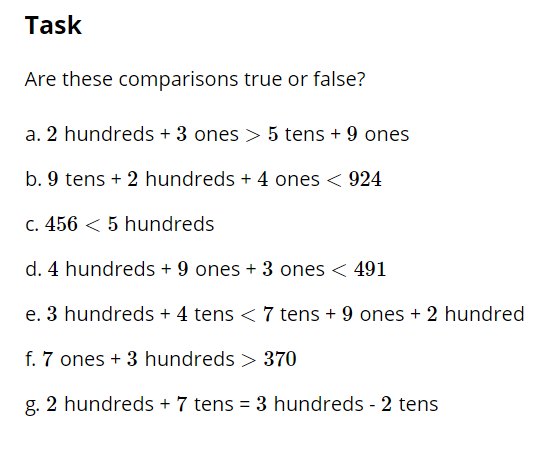 Task
Are these comparisons true or false?
a. 2 hundreds + 3 ones > 5 tens + 9 ones
b. 9 tens + 2 hundreds + 4 ones < 924
c. 456 < 5 hundreds
d. 4 hundreds + 9 ones + 3 ones < 491
e. 3 hundreds + 4 tens < 7 tens + 9 ones + 2 hundred
f. 7 ones + 3 hundreds > 370
g. 2 hundreds + 7 tens = 3 hundreds - 2 tens